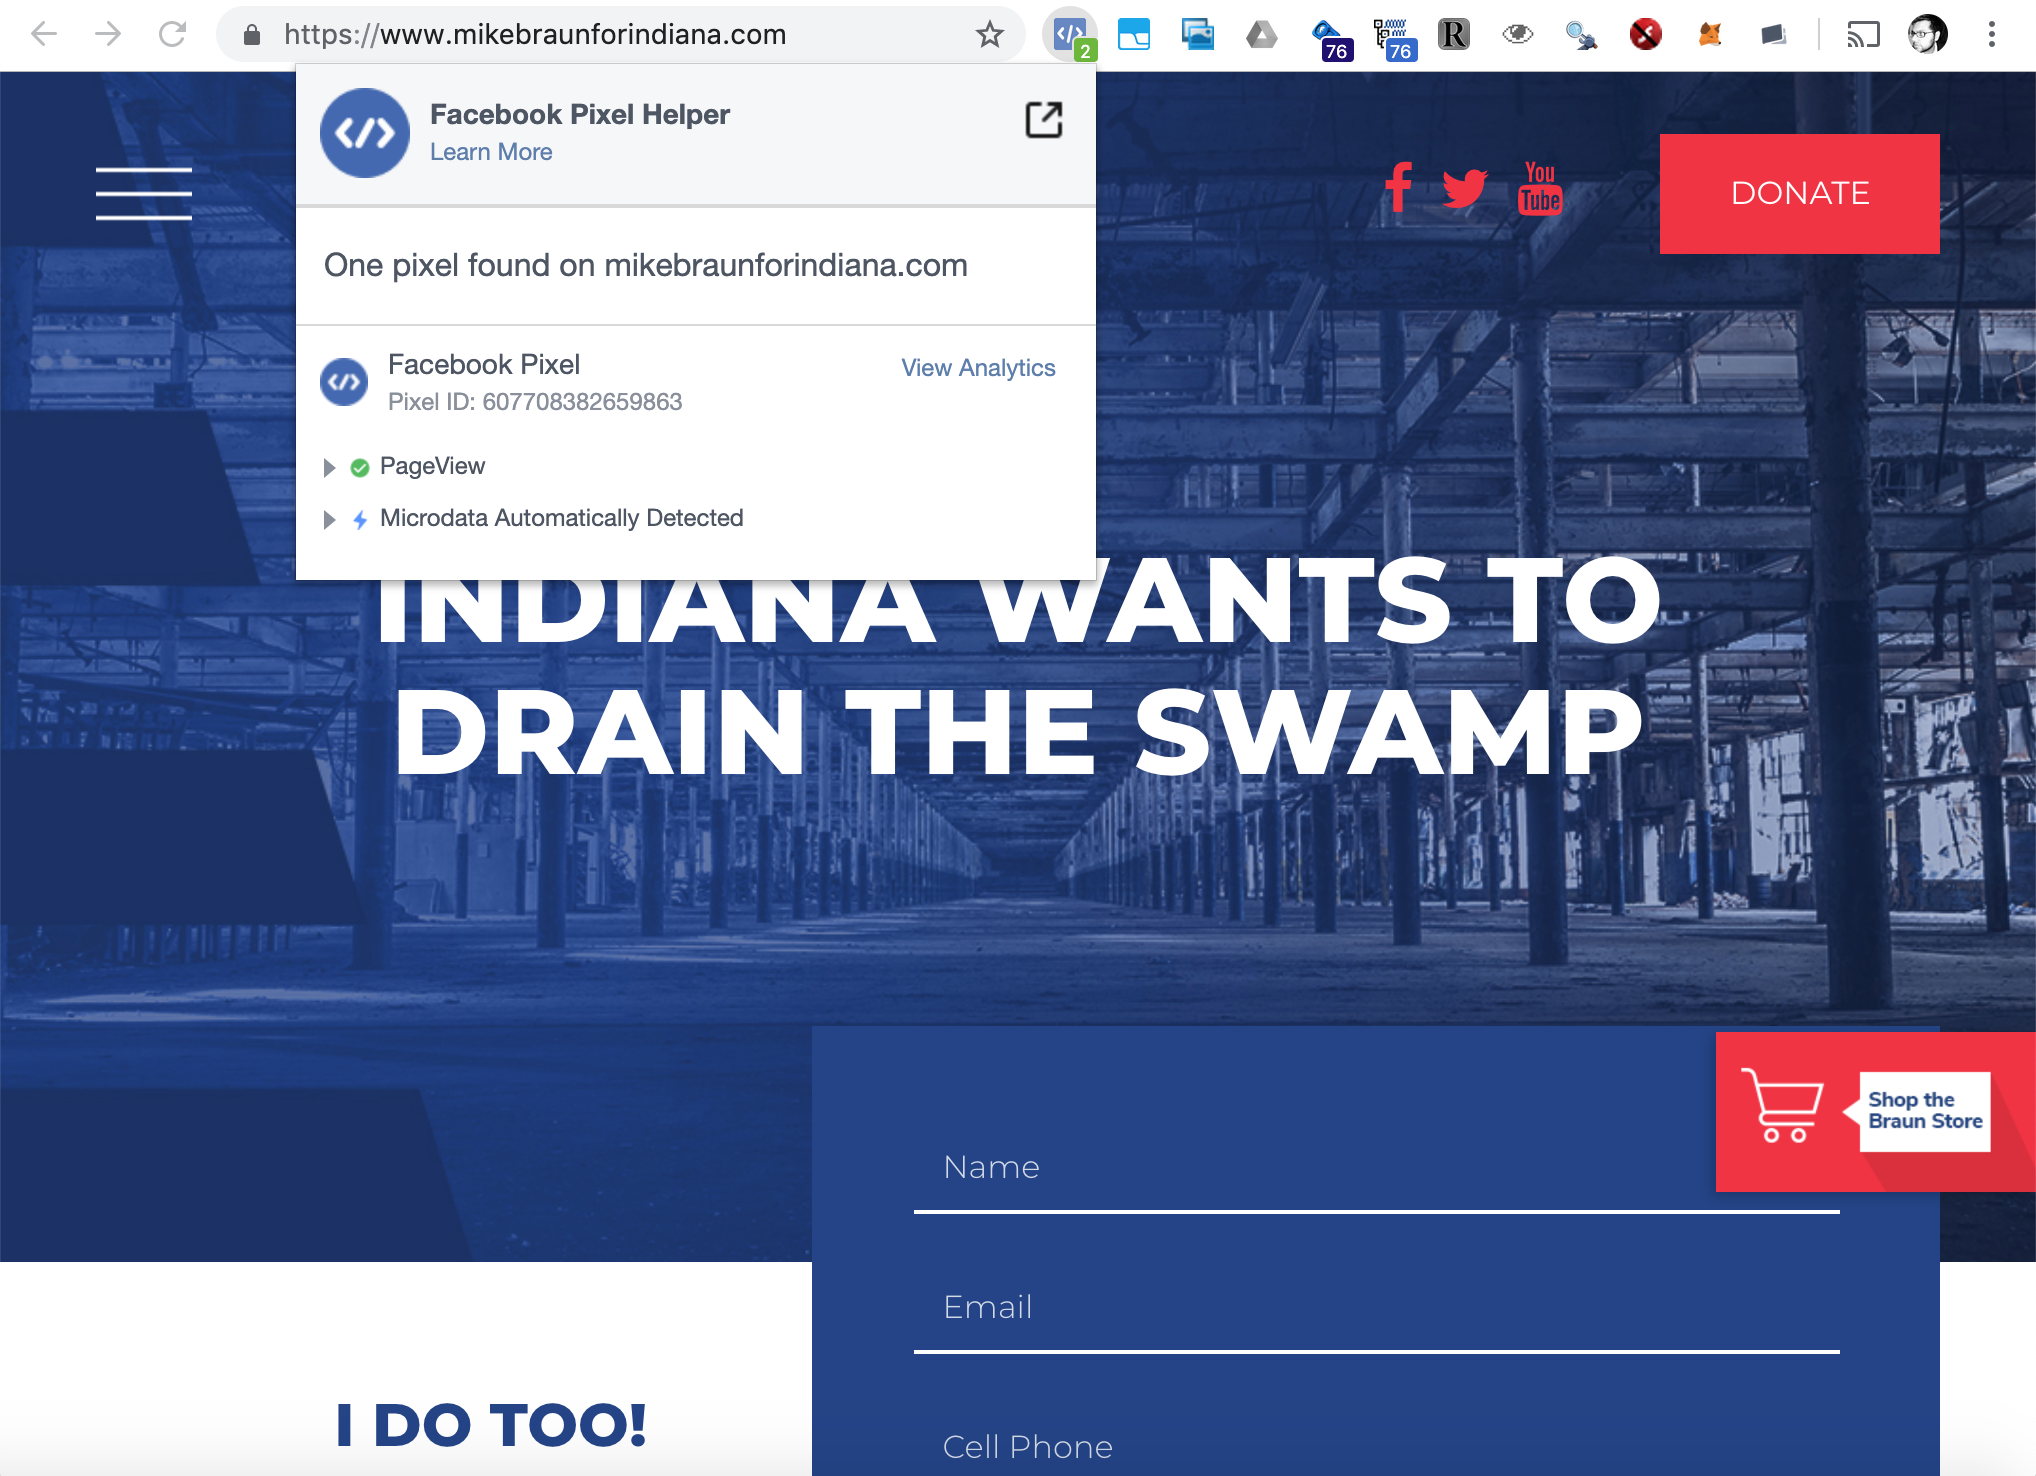 https://www.mikebraunforindiana.com
2
76
76
R
Facebook Pixel Helper
Learn More
One pixel found on mikebraunforindiana.com
Facebook Pixel
View Analytics
Pixel ID: 607708382659863
PageView
Microdata Automatically Detected
You
Tube
DONATE
INDIANA WANTS TO
DRAIN THE SWAMP
Shop the
Braun Store
Name
Email
I DO TOO!
Cell Phone